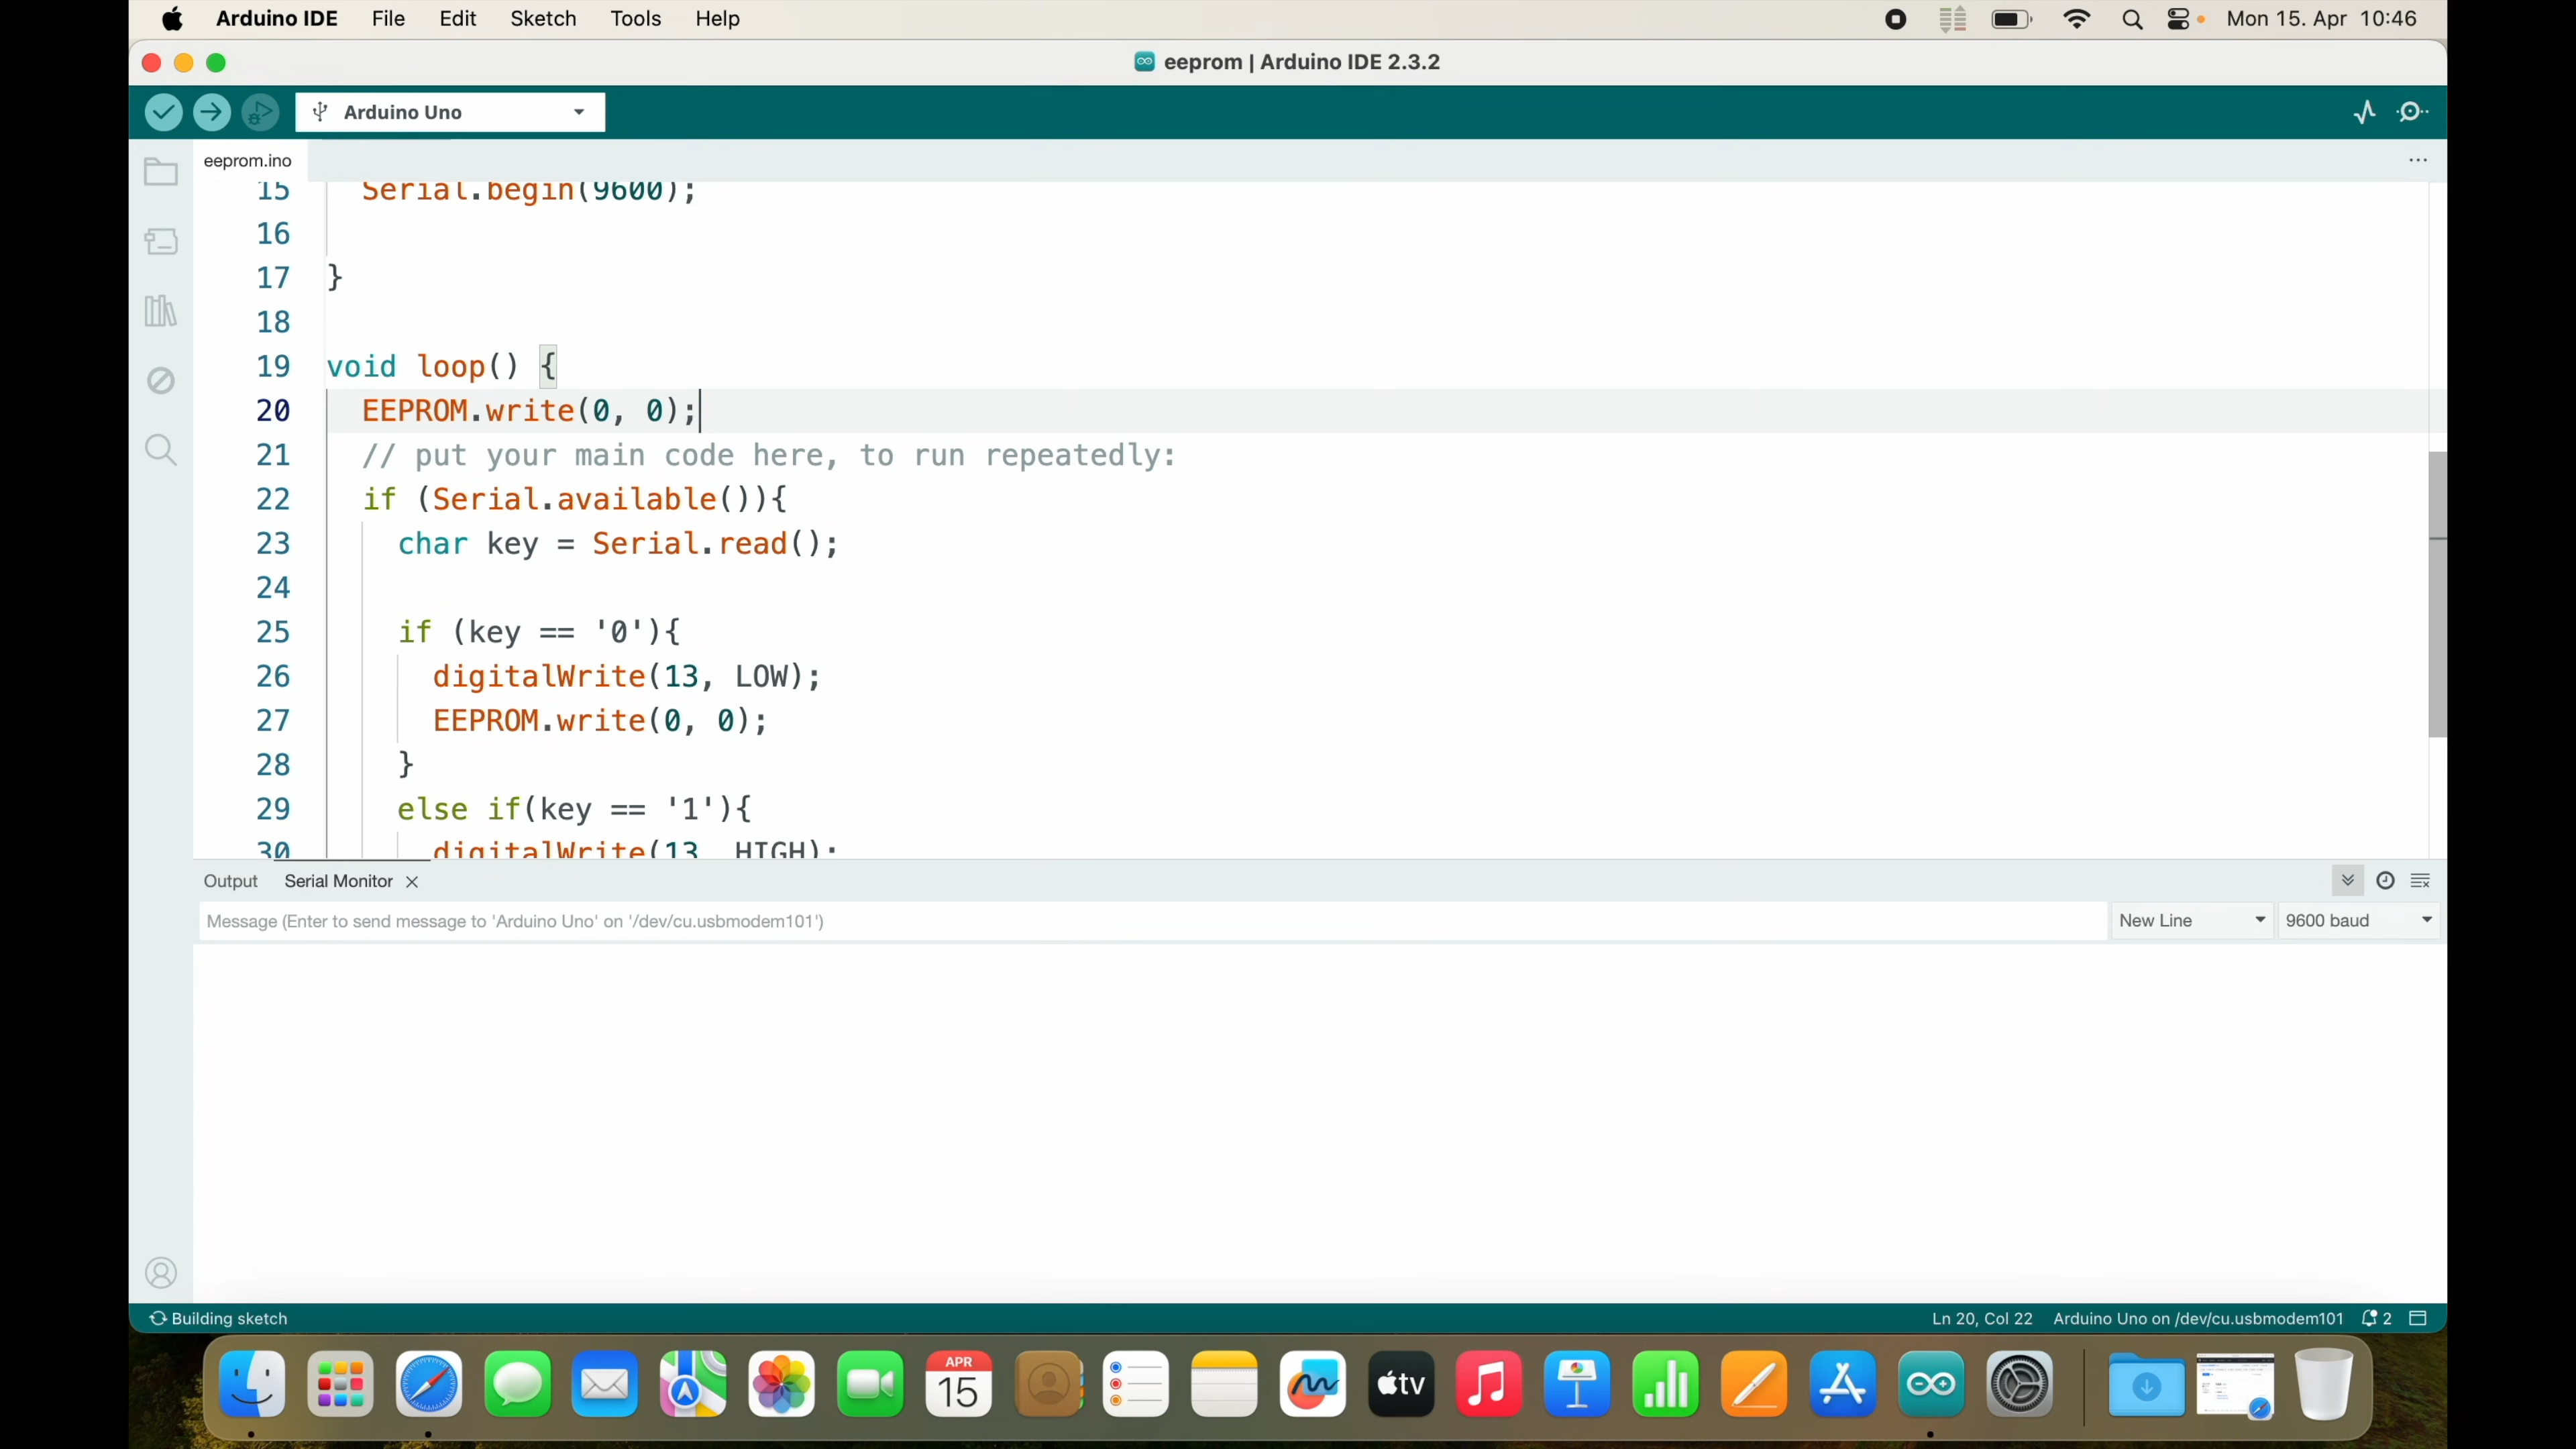 Arduino IDE File Edit Sketch Tools Help Mon 15. Apr 10:46
eeprom | Arduino IDE 2.3.2
Arduino Uno
eeprom.ino
15 Serial.begin(9600);
16
17 }
18
19 void loop() {
20 EEPROM.write(0, 0);
21 // put your main code here, to run repeatedly:
22 if (Serial.available()){
23 char key = Serial.read();
24
25 if (key == '0'){
26 digitalWrite(13, LOW);
27 EEPROM.write(0, 0);
28 }
29 else if(key == '1'){
30 digitalWrite(13, HIGH);
Output Serial Monitor
Message (Enter to send message to 'Arduino Uno' on '/dev/cu.usbmodem101')
New Line 9600 baud
Building sketch Ln 20, Col 22 Arduino Uno on /dev/cu.usbmodem101 2
APR
15
tv